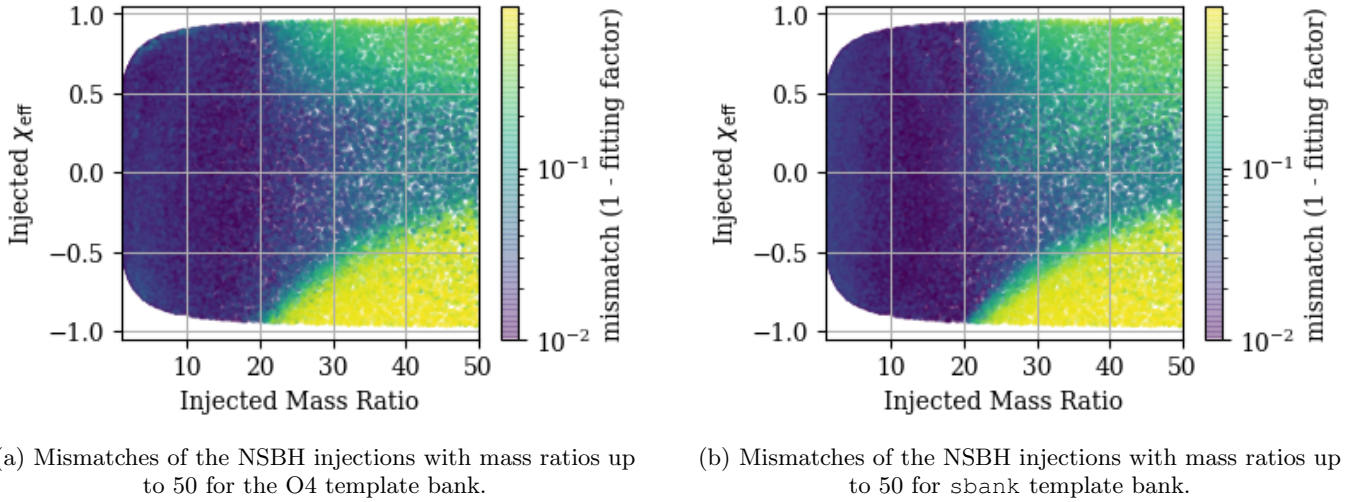 1.0
0.5
0.0
−0.5
−1.0
Injected χeff
10 20 30 40 50
Injected Mass Ratio
10⁻¹
10⁻²
mismatch (1 - fitting factor)
1.0
0.5
0.0
−0.5
−1.0
Injected χeff
10 20 30 40 50
Injected Mass Ratio
10⁻¹
10⁻²
mismatch (1 - fitting factor)
a) Mismatches of the NSBH injections with mass ratios up
to 50 for the O4 template bank.
(b) Mismatches of the NSBH injections with mass ratios up
to 50 for sbank template bank.